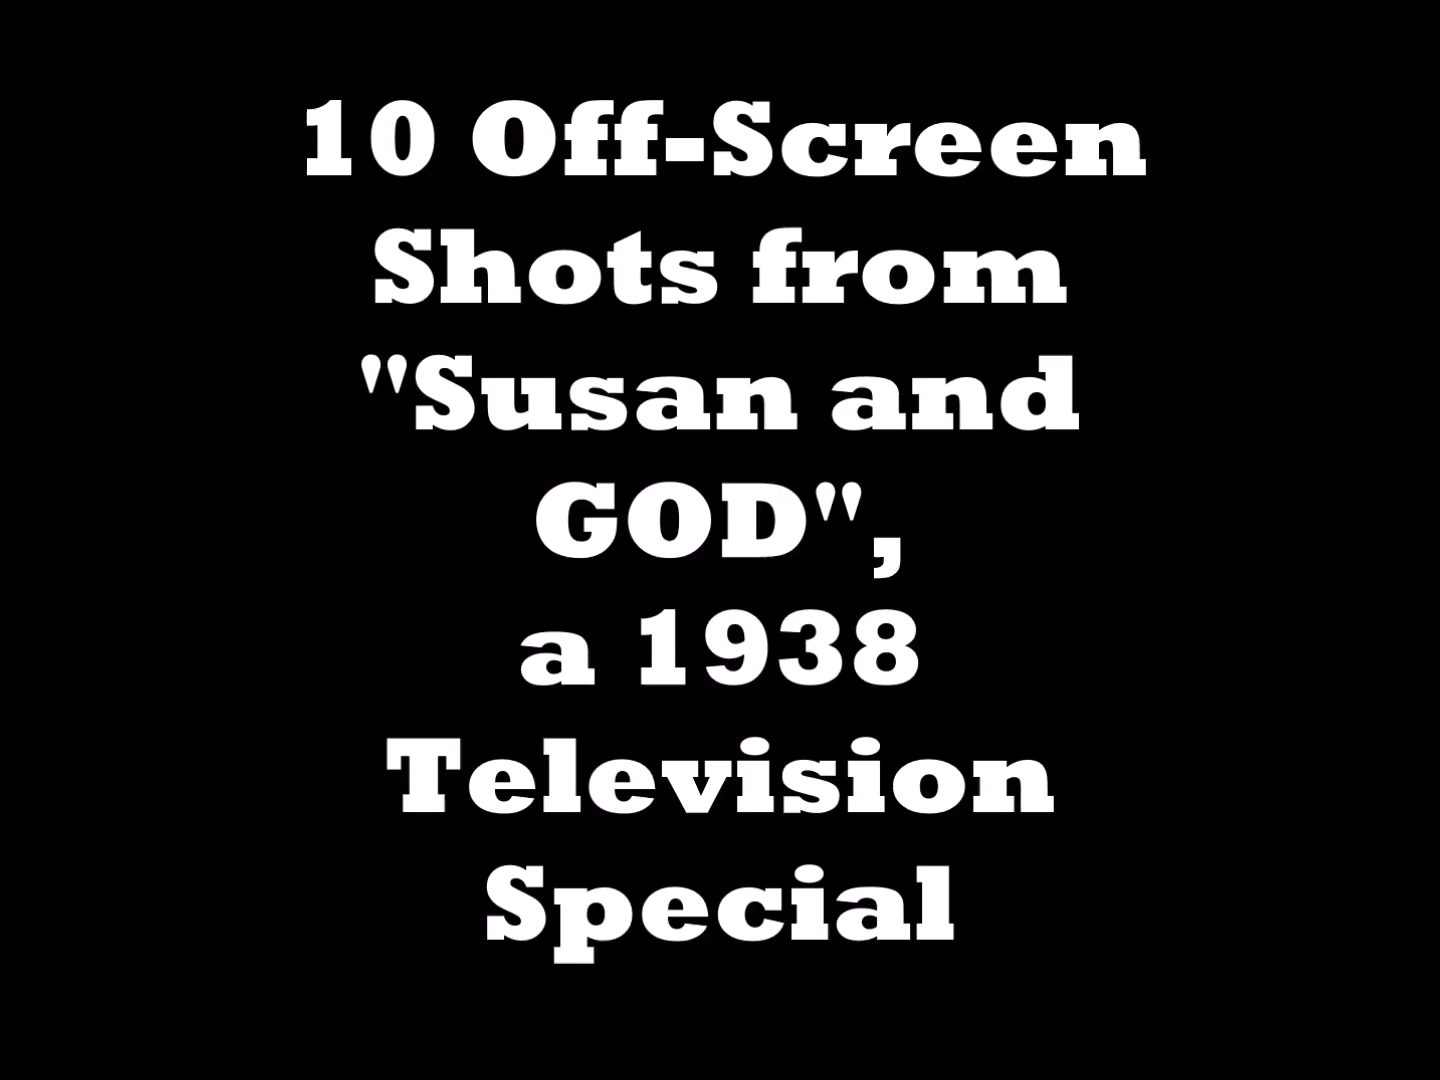 10 Off-Screen
Shots from
"Susan and
GOD",
a 1938
Television
Special